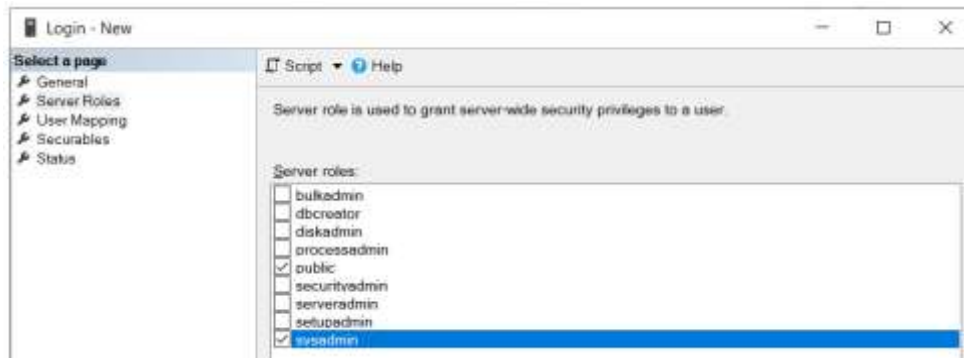 Login - New
Select a page
General
Server Roles
User Mapping
Securables
Status
Script
Help
Server role is used to grant server-wide security privileges to a user.
Server roles:
bulkadmin
dbcreator
diskadmin
processadmin
public
securityadmin
serveradmin
setupadmin
sysadmin